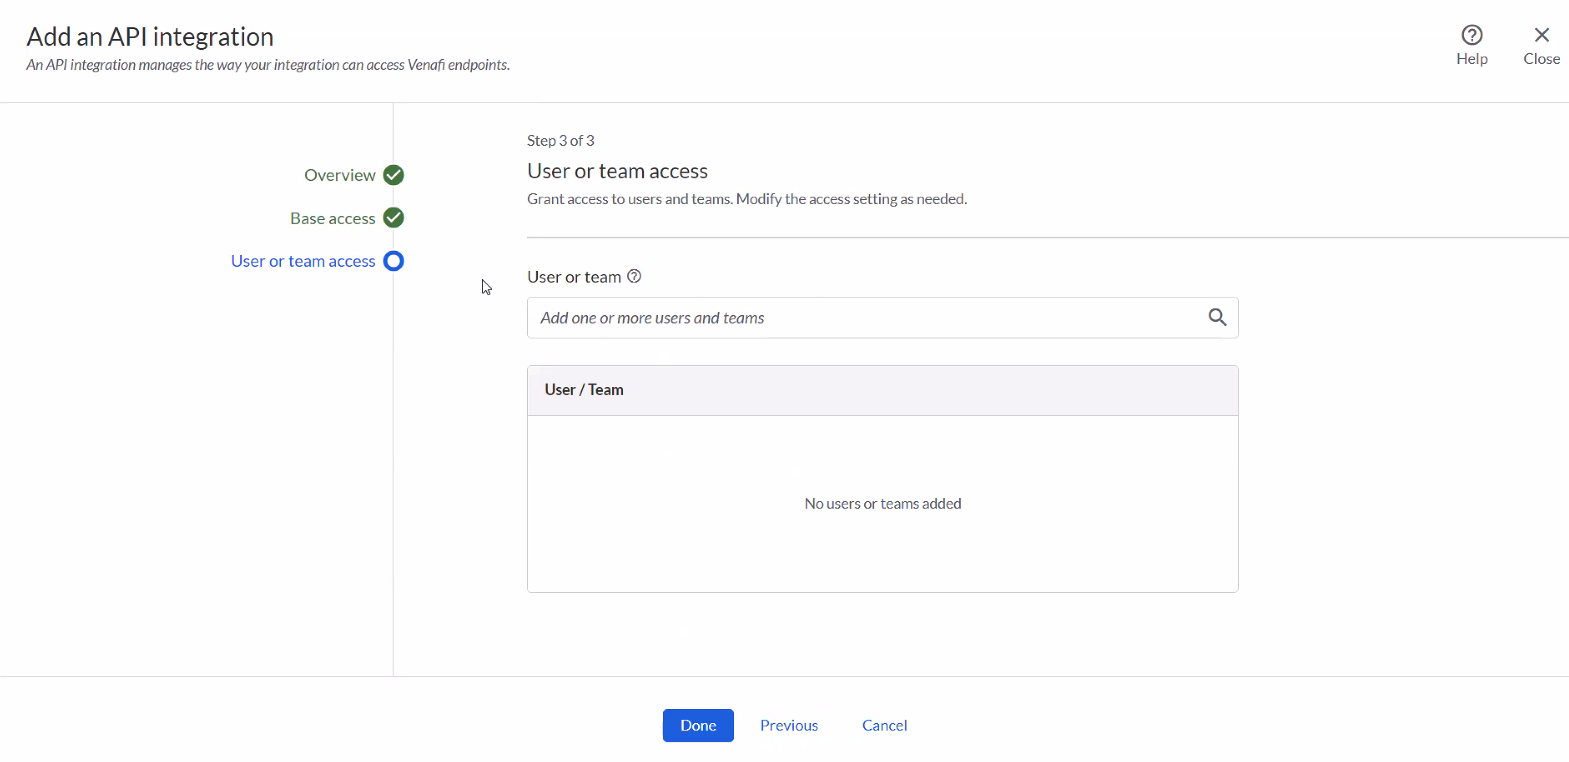 Add an API integration
An API integration manages the way your integration can access Venafi endpoints.
Help
Close
Overview
Base access
User or team access
Step 3 of 3
User or team access
Grant access to users and teams. Modify the access setting as needed.
User or team
Add one or more users and teams
User / Team
No users or teams added
Done
Previous
Cancel